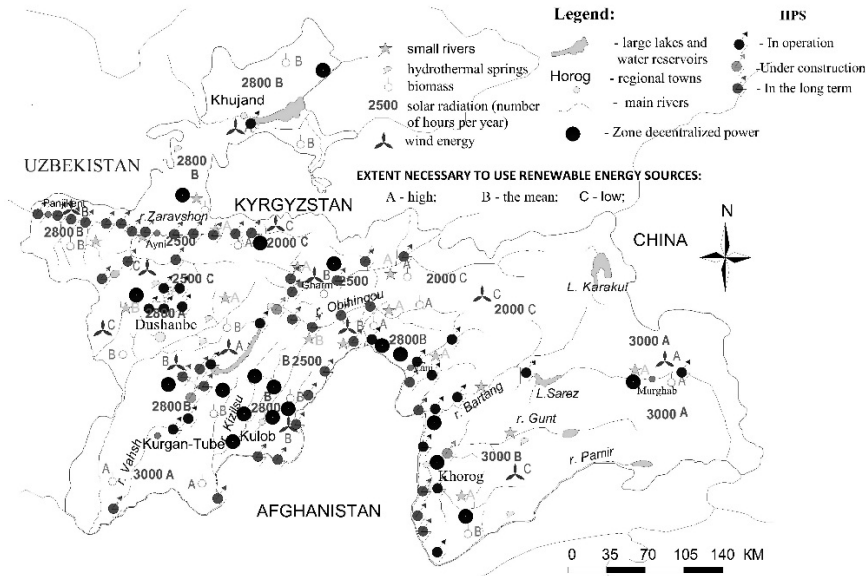 Legend:
HPS
small rivers
hydrothermal springs
biomass
2500
solar radiation (number
of hours per year)
wind energy
- large lakes and
water reservoirs
Horog
- regional towns
- main rivers
- Zone decentralized power
- In operation
-Under construction
- In the long term
EXTENT NECESSARY TO USE RENEWABLE ENERGY SOURCES:
A - high;
B - the mean;
C - low;
2800 B
Khujand
B
B
UZBEKISTAN
2800
B
KYRGYZSTAN
N
CHINA
Panjikent
B
r. Zaravshon
2800 B
Ayni
2500
A
2000 C
C
2500 C
Gharm
B
2500
A
2000 C
C
2000 C
L. Karakul
r. Obihingou
2800 A
Dushanbe
C
A
B
B
A
B
A
2800B
B 2500
3000 A
A
Murghab
3000 A
L.Sarez
r. Bartang
r. Gunt
r. Pamir
2800B
B
2800
Kizilsu
Kurgan-Tube
Kulob
B
r. Vahsh
3000 A
A
A
3000 B
Khorog
C
A
B
AFGHANISTAN
0 35 70 105 140 KM